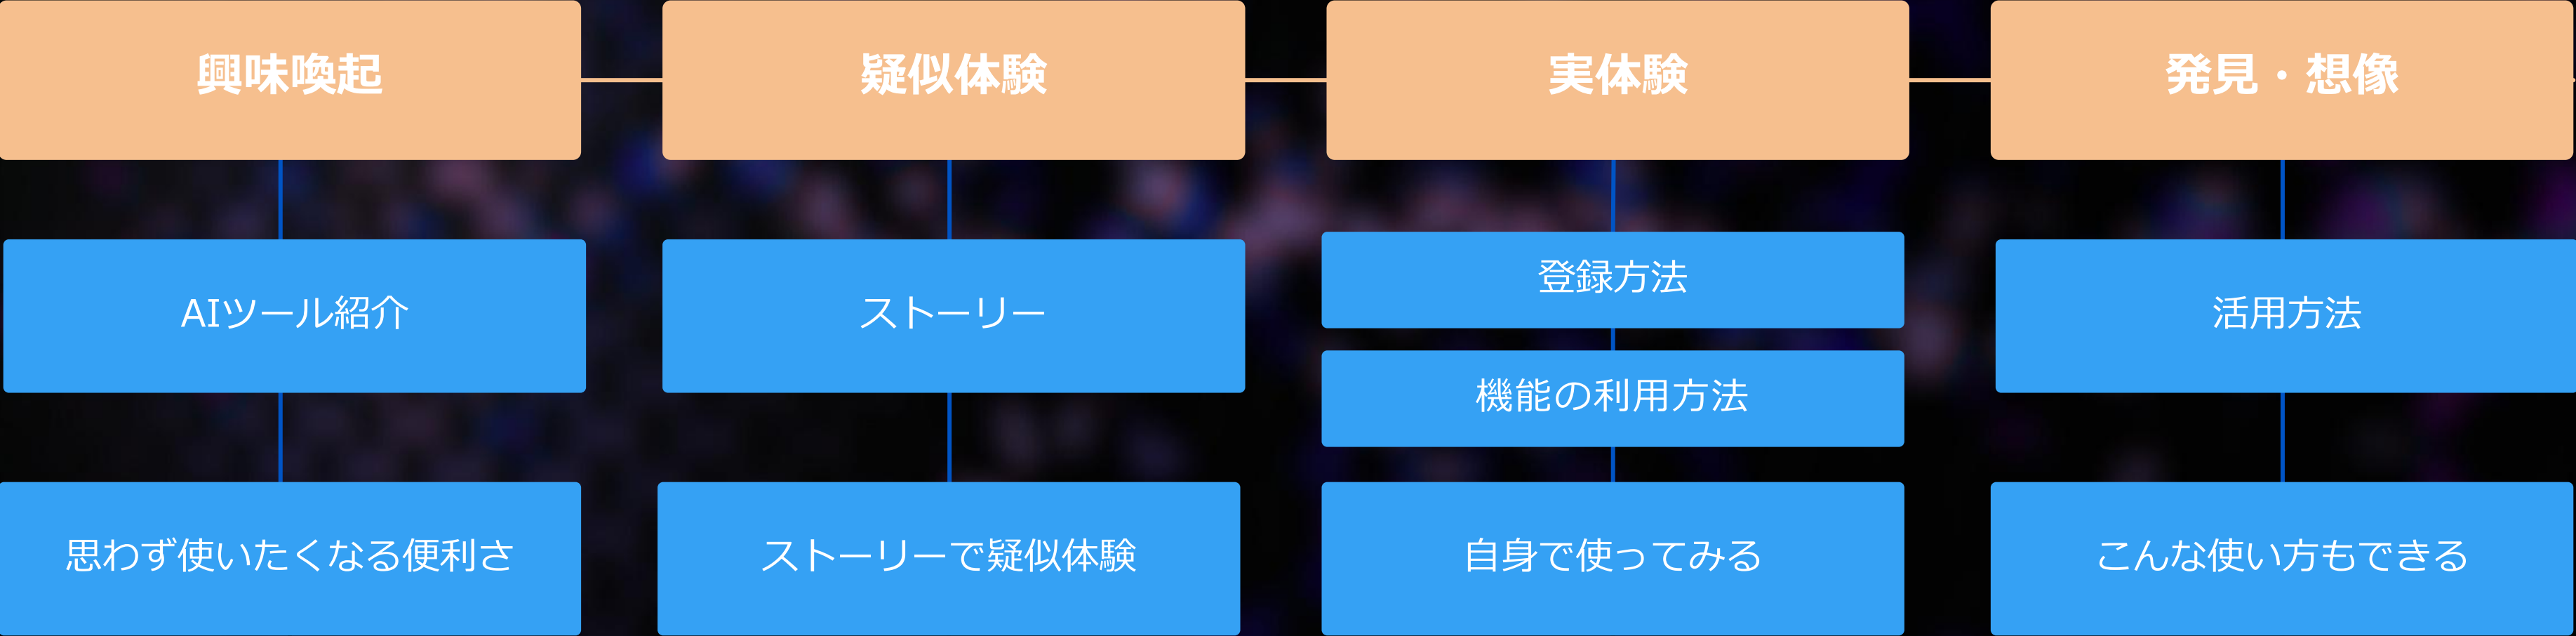 興味喚起
疑似体験
実体験
発見・想像
AIツール紹介
ストーリー
登録方法
機能の利用方法
活用方法
思わず使いたくなる便利さ
ストーリーで疑似体験
自身で使ってみる
こんな使い方もできる